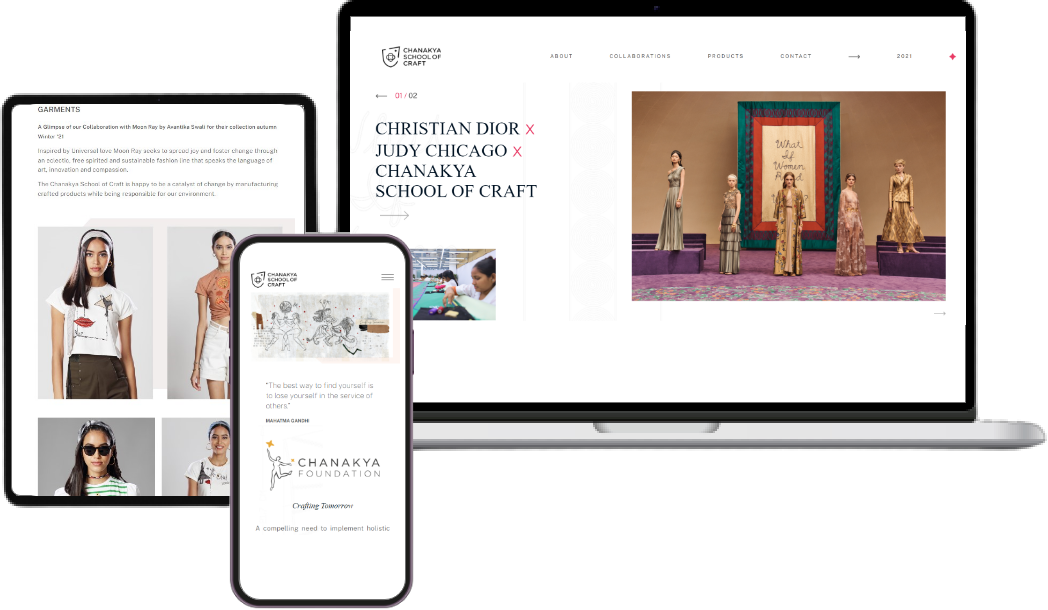 GARMENTS
A Glimpse of our Collaboration with Moon Ray by Avantika Swali for their collection autumn
Winter '21
Inspired by Universal love Moon Ray seeks to spread joy and foster change through
an eclectic, free spirited and sustainable fashion line that speaks the language of
art, innovation and compassion.
The Chanakya School of Craft is happy to be a catalyst of change by manufacturing
crafted products while being responsible for our environment.
CHANAKYA
SCHOOL OF
CRAFT
"The best way to find yourself is
to lose yourself in the service of
others."
MAHATMA GANDHI
CHANAKYA
FOUNDATION
Crafting Tomorrow
A compelling need to implement holistic
CHANAKYA
SCHOOL OF
CRAFT
ABOUT COLLABORATIONS PRODUCTS CONTACT 2021
01 / 02
CHRISTIAN DIOR X
JUDY CHICAGO X
CHANAKYA
SCHOOL OF CRAFT
What
If
Women